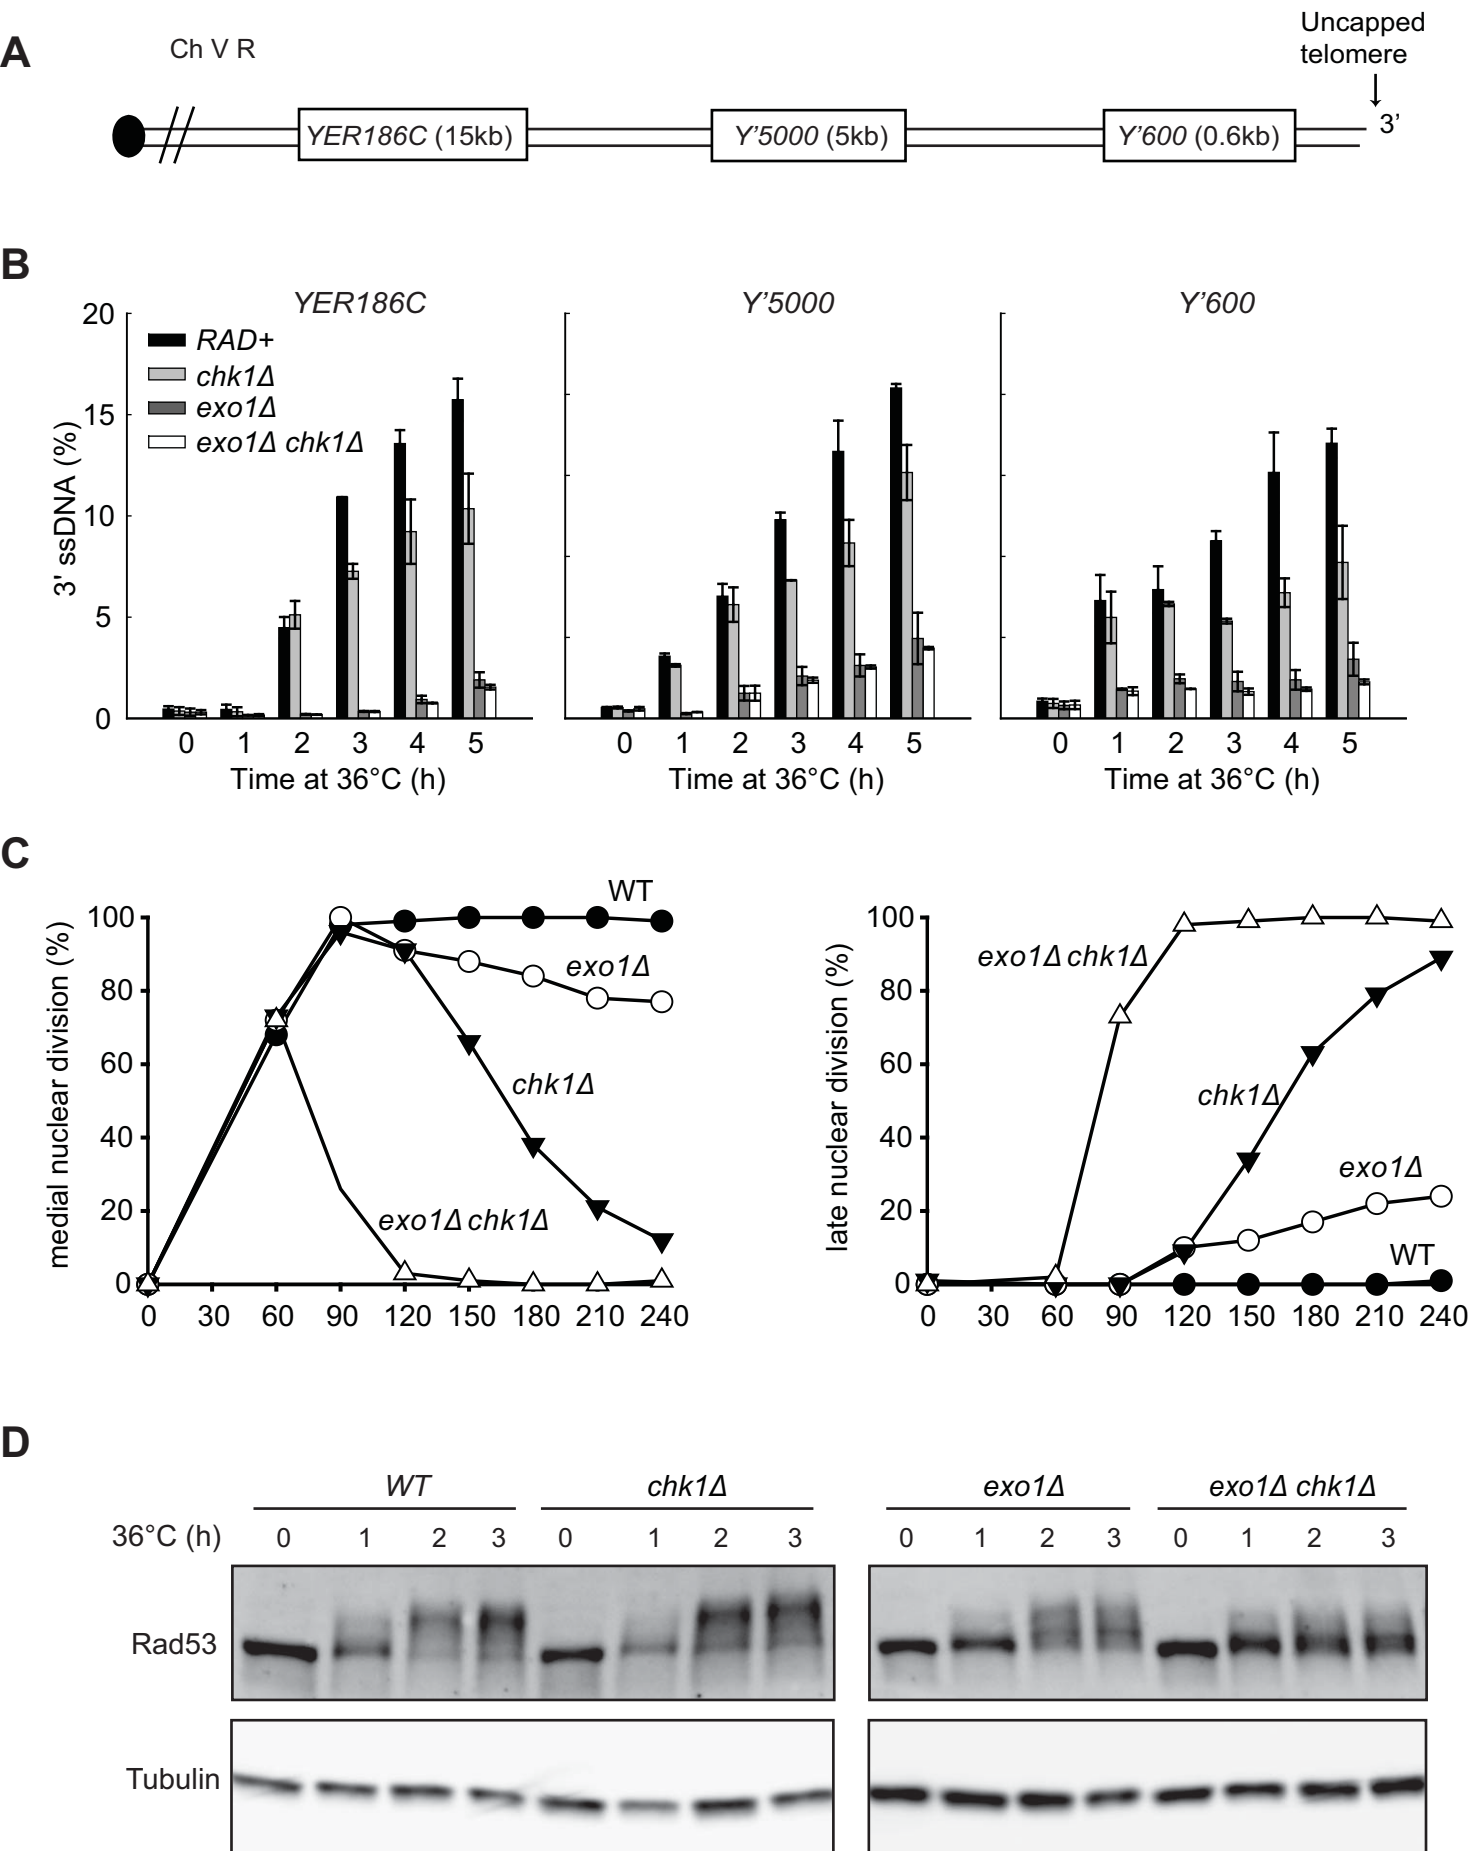 A
Ch V R
Uncapped
telomere
YER186C (15kb)
Y'5000 (5kb)
Y'600 (0.6kb)
3’
B
YER186C
Y’5000
Y’600
20
15
10
5
0
3' ssDNA (%)
RAD+
chk1Δ
exo1Δ
exo1Δ chk1Δ
0 1 2 3 4 5
0 1 2 3 4 5
0 1 2 3 4 5
Time at 36°C (h)
Time at 36°C (h)
Time at 36°C (h)
C
medial nuclear division (%)
100
80
60
40
20
0
WT
exo1Δ
chk1Δ
exo1Δ chk1Δ
0 30 60 90 120 150 180 210 240
late nuclear division (%)
100
80
60
40
20
0
exo1Δ chk1Δ
chk1Δ
exo1Δ
WT
0 30 60 90 120 150 180 210 240
D
WT
chk1Δ
exo1Δ
exo1Δ chk1Δ
36°C (h)
0 1 2 3 0 1 2 3 0 1 2 3 0 1 2 3
Rad53
Tubulin